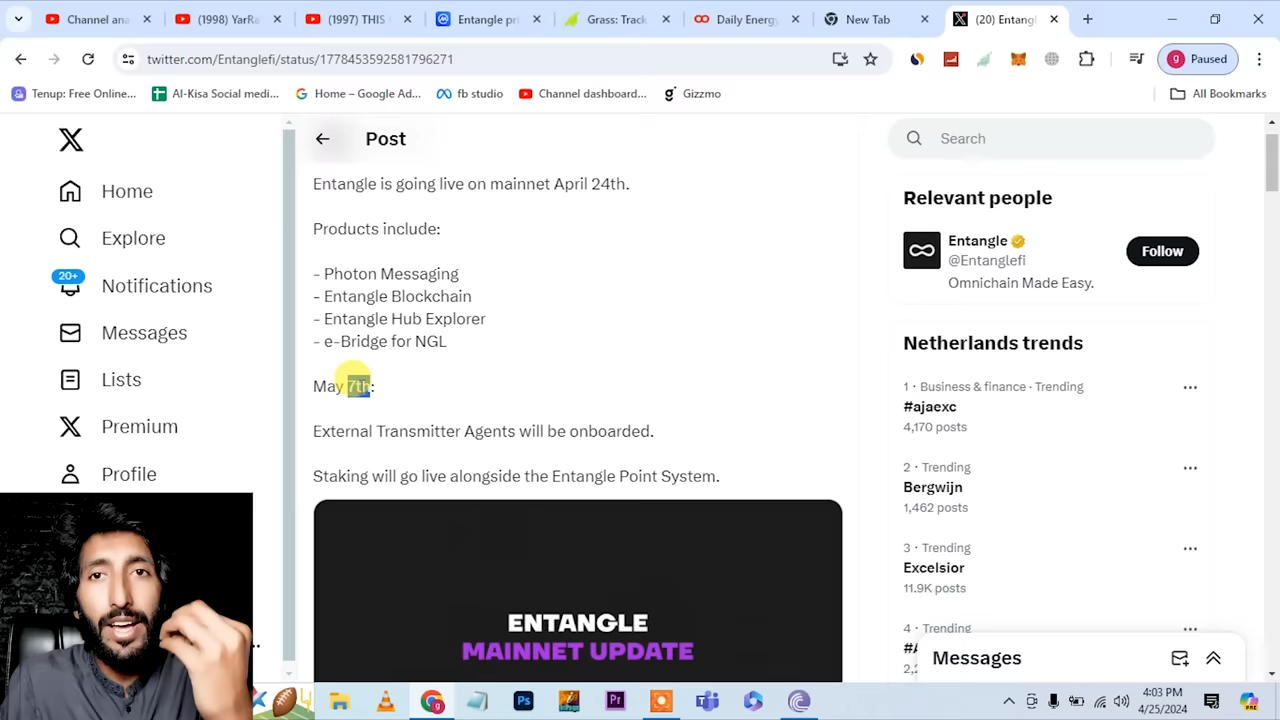 Channel ana
(1998) YarR
(1997) THIS
Entangle pr
Grass: Track
Daily Energ
New Tab
(20) Entang
twitter.com/Entanglefi/status/1778453592581796271
Paused
Tenup: Free Online...
Al-Kisa Social medi...
Home – Google Ad...
fb studio
Channel dashboard...
Gizzmo
All Bookmarks
Home
Explore
20+
Notifications
Messages
Lists
Premium
Profile
Post
Entangle is going live on mainnet April 24th.
Products include:
- Photon Messaging
- Entangle Blockchain
- Entangle Hub Explorer
- e-Bridge for NGL
May 7th:
External Transmitter Agents will be onboarded.
Staking will go live alongside the Entangle Point System.
ENTANGLE
MAINNET UPDATE
Search
Relevant people
Entangle
@Entanglefi
Follow
Omnichain Made Easy.
Netherlands trends
1 · Business & finance · Trending
#ajaexc
4,170 posts
2 · Trending
Bergwijn
1,462 posts
3 · Trending
Excelsior
11.9K posts
4 · Trending
Messages
4:03 PM
4/25/2024